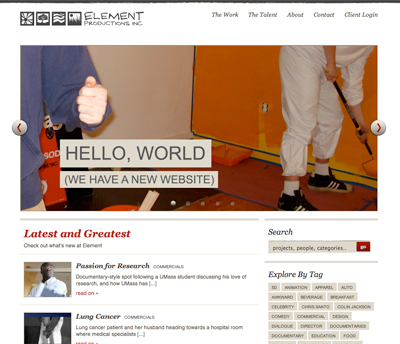 ELEMENT
PRODUCTIONS INC
The Work The Talent About Contact Client Login
HELLO, WORLD
(WE HAVE A NEW WEBSITE)
Latest and Greatest
Check out what's new at Element
Passion for Research COMMERCIALS
Documentary-style spot following a UMass student discussing his love of
research, and how UMass has [...]
read on »
Lung Cancer COMMERCIALS
Lung cancer patient and her husband heading towards a hospital room
where medical specialists [...]
Search
projects, people, categories..
go
Explore By Tag
5D ANIMATION APPAREL AUTO
AWKWARD BEVERAGE BREAKFAST
CELEBRITY CHRIS SANTO COLIN JACKSON
COMEDY COMMERCIAL DESIGN
DIALOGUE DIRECTOR DOCUMENTARIES
DOCUMENTARY EDUCATION FOOD